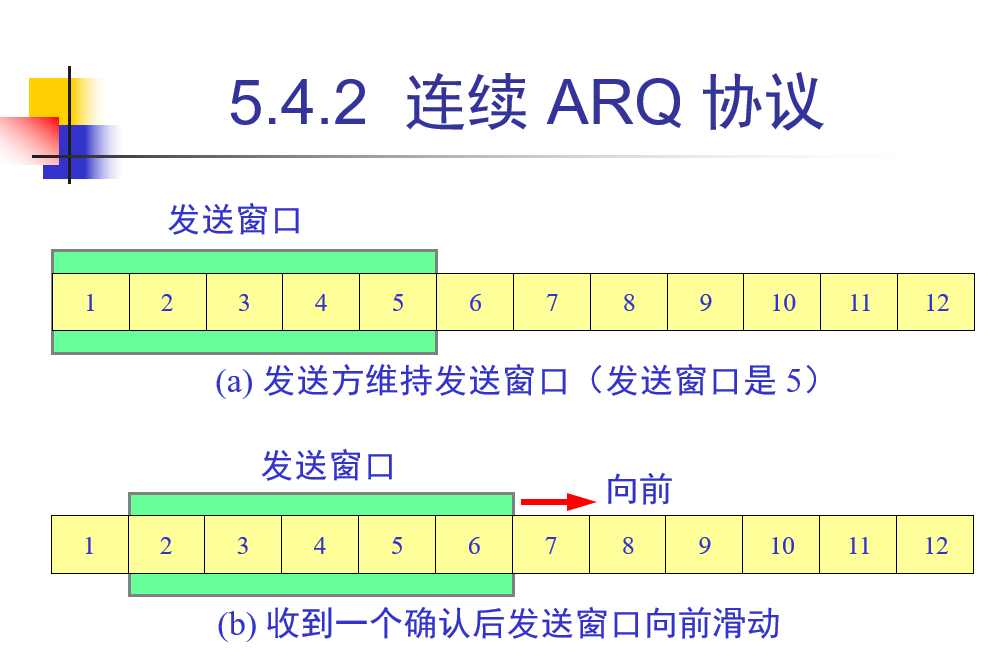 5.4.2 连续 ARQ 协议
发送窗口
1 2 3 4 5 6 7 8 9 10 11 12
(a) 发送方维持发送窗口（发送窗口是 5）
发送窗口
向前
1 2 3 4 5 6 7 8 9 10 11 12
(b) 收到一个确认后发送窗口向前滑动